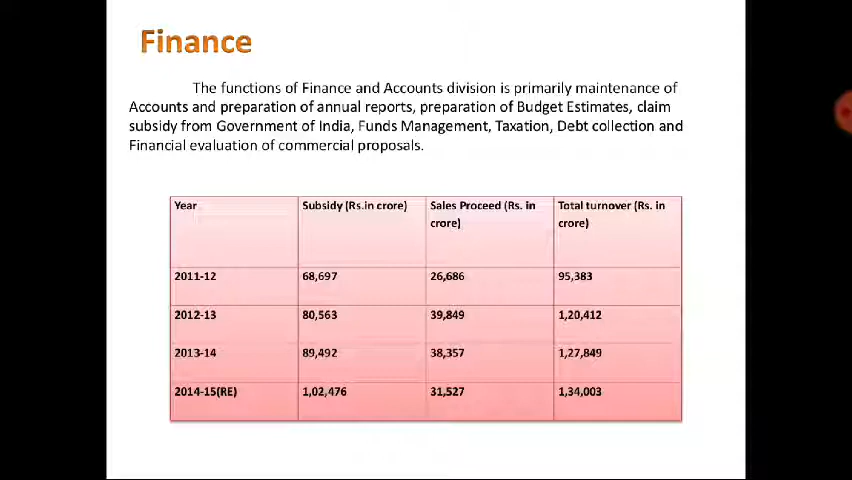 Finance
The functions of Finance and Accounts division is primarily maintenance of
Accounts and preparation of annual reports, preparation of Budget Estimates, claim
subsidy from Government of India, Funds Management, Taxation, Debt collection and
Financial evaluation of commercial proposals.
Year Subsidy (Rs.in crore) Sales Proceed (Rs. in crore) Total turnover (Rs. in crore)
2011-12 68,697 26,686 95,383
2012-13 80,563 39,849 1,20,412
2013-14 89,492 38,357 1,27,849
2014-15(RE) 1,02,476 31,527 1,34,003